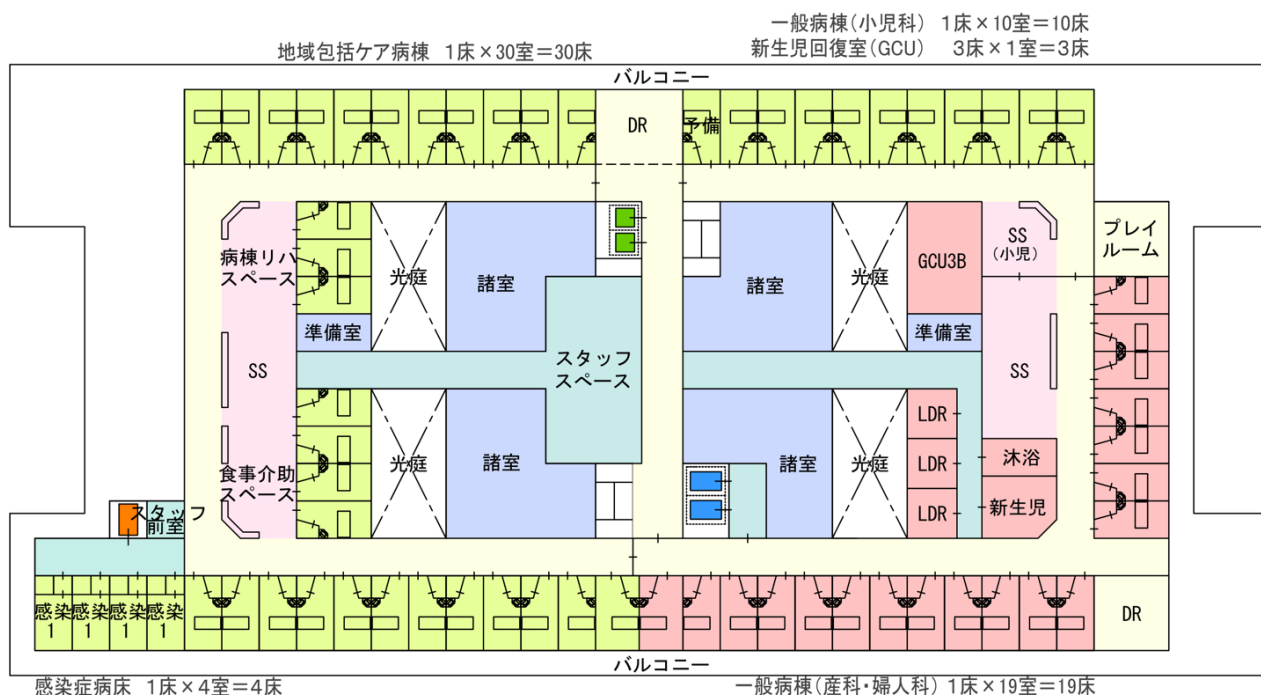 一般病棟(小児科) 1床×10室＝10床
地域包括ケア病棟 1床×30室＝30床
新生児回復室(GCU) 3床×1室＝3床
バルコニー
DR
予備
病棟リハ
スペース
光庭
諸室
諸室
光庭
GCU3B
SS
(小児)
プレイ
ルーム
準備室
準備室
SS
スタッフ
スペース
SS
食事介助
スペース
光庭
諸室
諸室
光庭
LDR
LDR
LDR
沐浴
新生児
スタッフ
前室
感染
1
感染
1
感染
1
感染
1
DR
バルコニー
感染症病床 1床×4室＝4床
一般病棟(産科・婦人科) 1床×19室＝19床